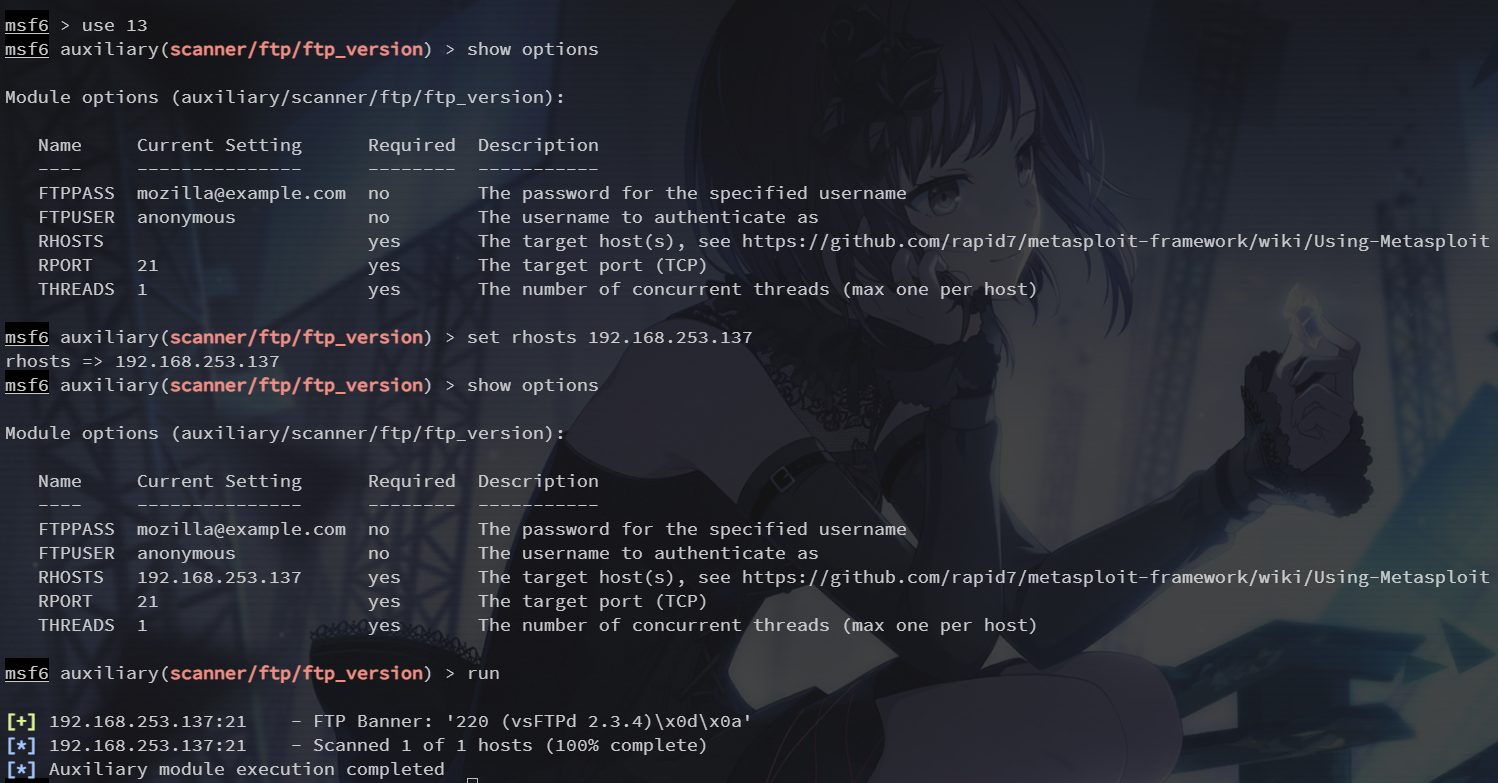 msf6 > use 13
msf6 auxiliary(scanner/ftp/ftp_version) > show options
Module options (auxiliary/scanner/ftp/ftp_version):
Name Current Setting Required Description
---- --------------- -------- -----------
FTPPASS mozilla@example.com no The password for the specified username
FTPUSER anonymous no The username to authenticate as
RHOSTS yes The target host(s), see https://github.com/rapid7/metasploit-framework/wiki/Using-Metasploit
RPORT 21 yes The target port (TCP)
THREADS 1 yes The number of concurrent threads (max one per host)
msf6 auxiliary(scanner/ftp/ftp_version) > set rhosts 192.168.253.137
rhosts => 192.168.253.137
msf6 auxiliary(scanner/ftp/ftp_version) > show options
Module options (auxiliary/scanner/ftp/ftp_version):
Name Current Setting Required Description
---- --------------- -------- -----------
FTPPASS mozilla@example.com no The password for the specified username
FTPUSER anonymous no The username to authenticate as
RHOSTS 192.168.253.137 yes The target host(s), see https://github.com/rapid7/metasploit-framework/wiki/Using-Metasploit
RPORT 21 yes The target port (TCP)
THREADS 1 yes The number of concurrent threads (max one per host)
msf6 auxiliary(scanner/ftp/ftp_version) > run
[+] 192.168.253.137:21 - FTP Banner: '220 (vsFTPd 2.3.4)\x0d\x0a'
[*] 192.168.253.137:21 - Scanned 1 of 1 hosts (100% complete)
[*] Auxiliary module execution completed